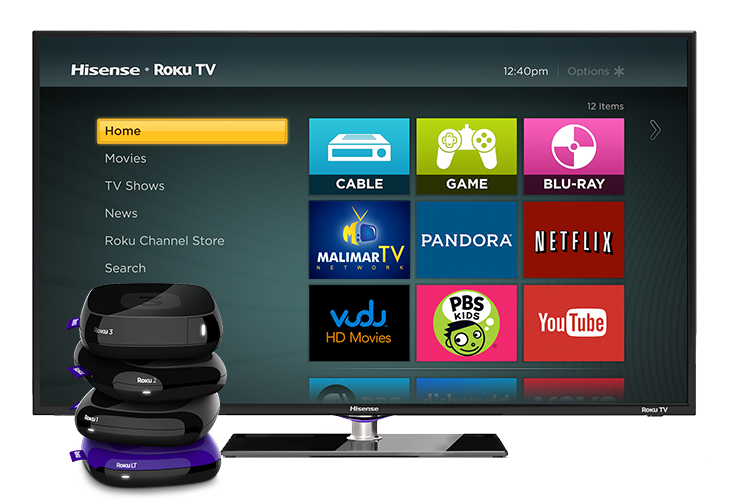 Hisense • Roku TV
12:40pm | Options ✱
12 Items
Home
Movies
TV Shows
News
Roku Channel Store
Search
CABLE
GAME
BLU-RAY
MALIMAR TV
NETWORK
PANDORA
NETFLIX
vudu
HD Movies
PBS
KIDS
YouTube
Hisense
Roku TV
Roku 3
Roku 2
Roku 1
Roku LT